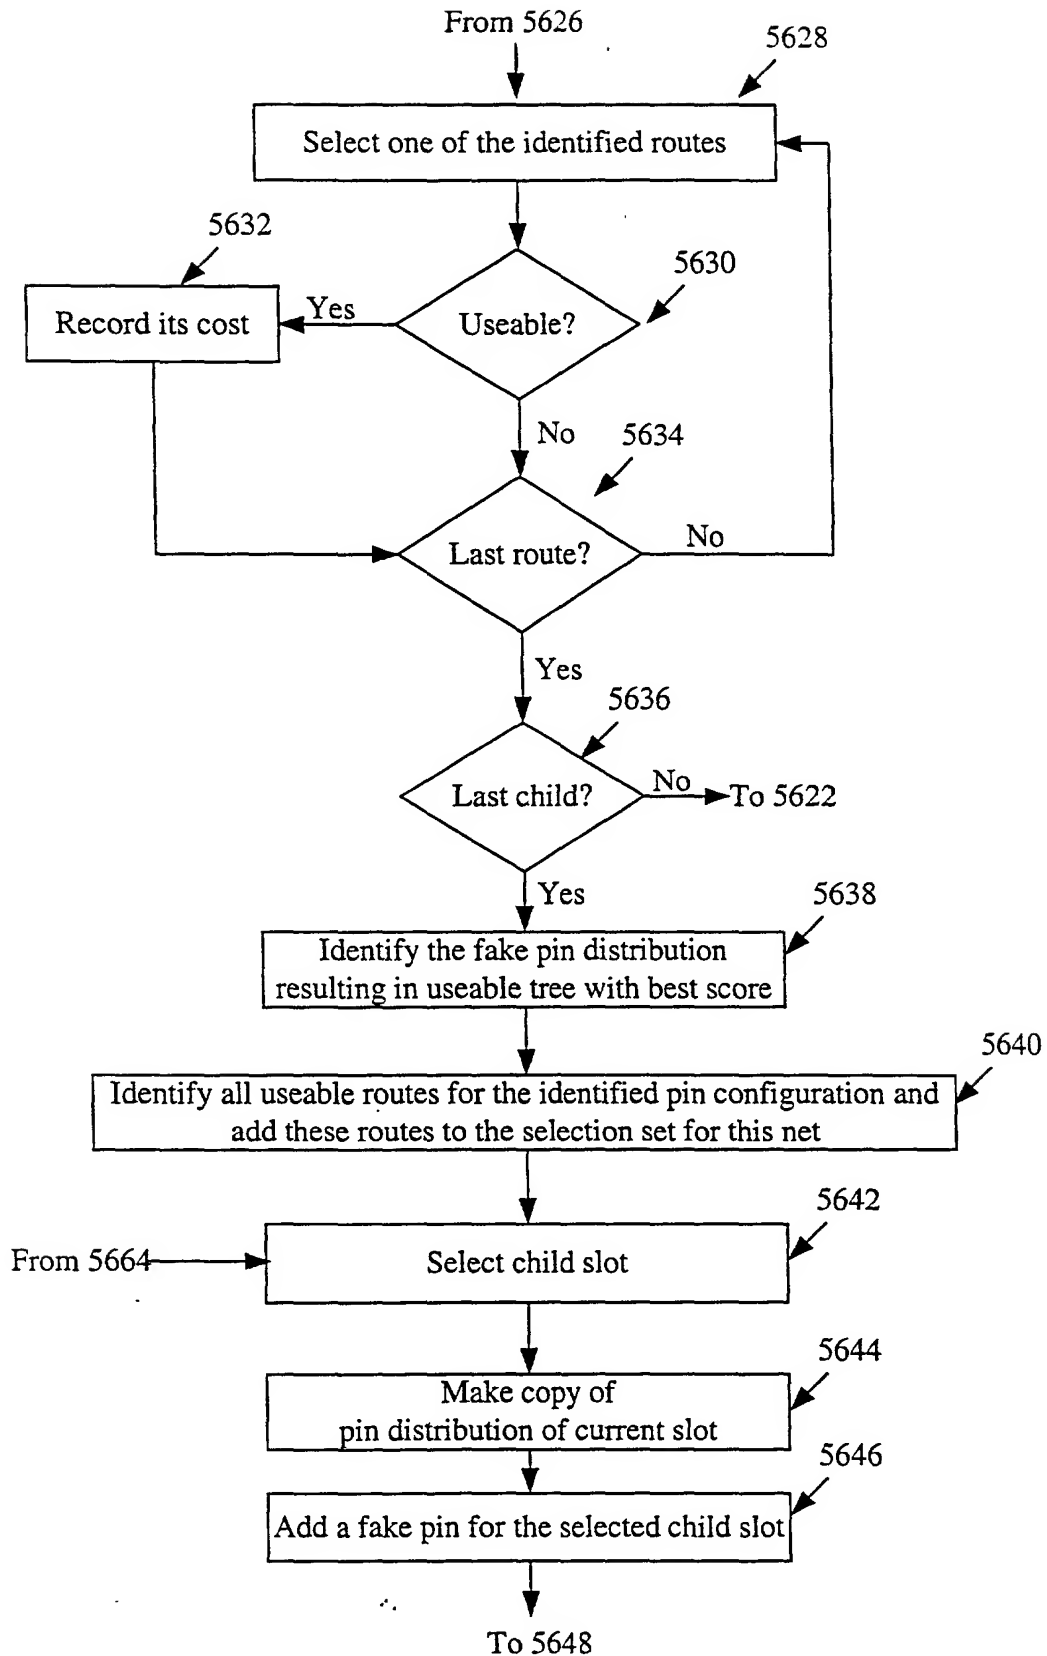 From 5626
5628
Select one of the identified routes
5632
5630
Yes
Record its cost
Useable?
No
5634
No
Last route?
Yes
5636
No
Last child?
To 5622
Yes
5638
Identify the fake pin distribution
resulting in useable tree with best score
5640
Identify all useable routes for the identified pin configuration and
add these routes to the selection set for this net
5642
From 5664
Select child slot
5644
Make copy of
pin distribution of current slot
5646
Add a fake pin for the selected child slot
To 5648